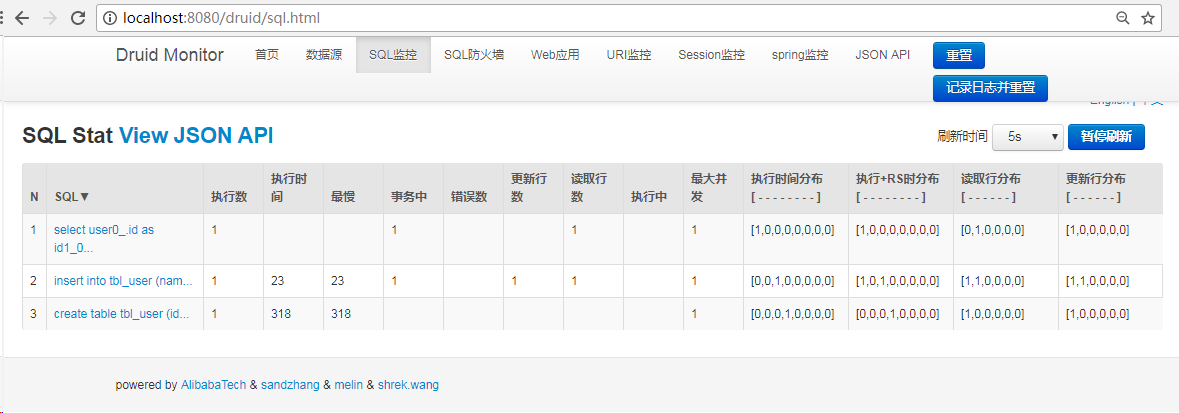 localhost:8080/druid/sql.html
Druid Monitor 首页 数据源 SQL监控 SQL防火墙 Web应用 URI监控 Session监控 spring监控 JSON API 重置
记录日志并重置
English | 中文
SQL Stat View JSON API 刷新时间 5s 暂停刷新
N SQL▼ 执行数 执行时间 最慢 事务中 错误数 更新行数 读取行数 执行中 最大并发 执行时间分布 [ - - - - - - - - ] 执行+RS时分布 [ - - - - - - - - ] 读取行分布 [ - - - - - - ] 更新行分布 [ - - - - - - ]
1 select user0_.id as id1_0... 1 1 1 1 [1,0,0,0,0,0,0,0] [1,0,0,0,0,0,0,0] [0,1,0,0,0,0] [1,0,0,0,0,0]
2 insert into tbl_user (nam... 1 23 23 1 1 1 1 [0,0,1,0,0,0,0,0] [1,0,1,0,0,0,0,0] [1,1,0,0,0,0] [1,1,0,0,0,0]
3 create table tbl_user (id... 1 318 318 1 [0,0,0,1,0,0,0,0] [0,0,0,1,0,0,0,0] [1,0,0,0,0,0] [1,0,0,0,0,0]
powered by AlibabaTech & sandzhang & melin & shrek.wang